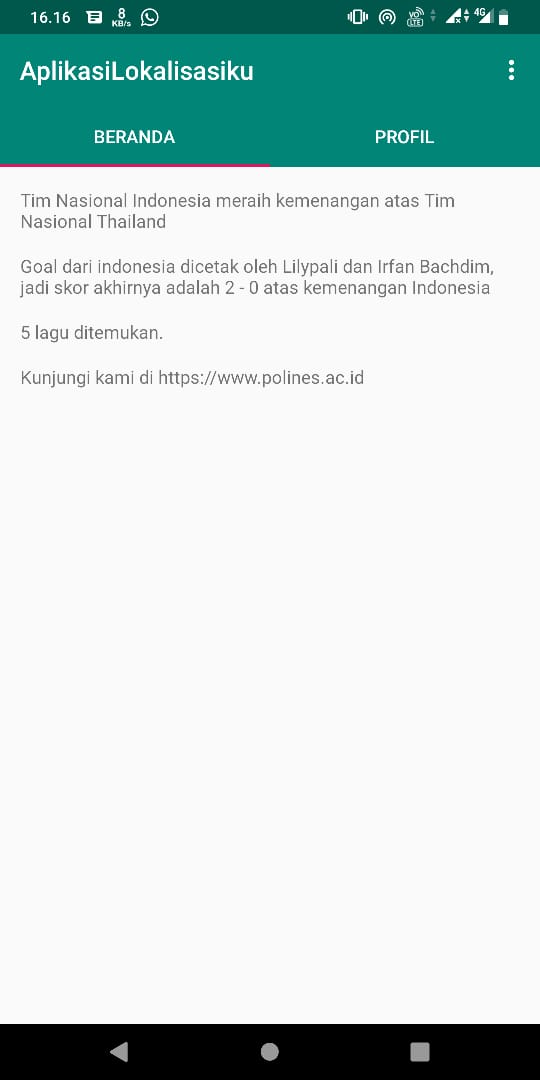 16.16 8 KB/s VO LTE 4G
AplikasiLokalisasiku
BERANDA PROFIL
Tim Nasional Indonesia meraih kemenangan atas Tim
Nasional Thailand
Goal dari indonesia dicetak oleh Lilypali dan Irfan Bachdim,
jadi skor akhirnya adalah 2 - 0 atas kemenangan Indonesia
5 lagu ditemukan.
Kunjungi kami di https://www.polines.ac.id